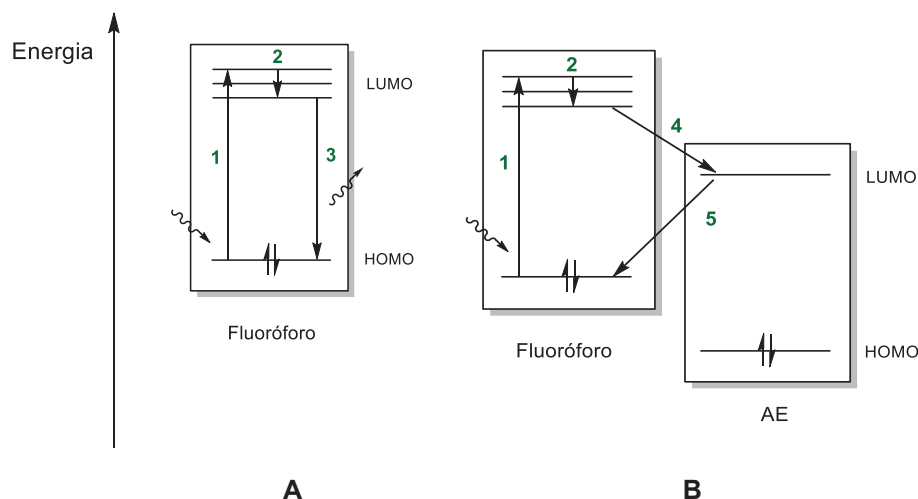 Energia
2
LUMO
1
3
HOMO
Fluoróforo
A
2
4
1
LUMO
5
HOMO
Fluoróforo
AE
B